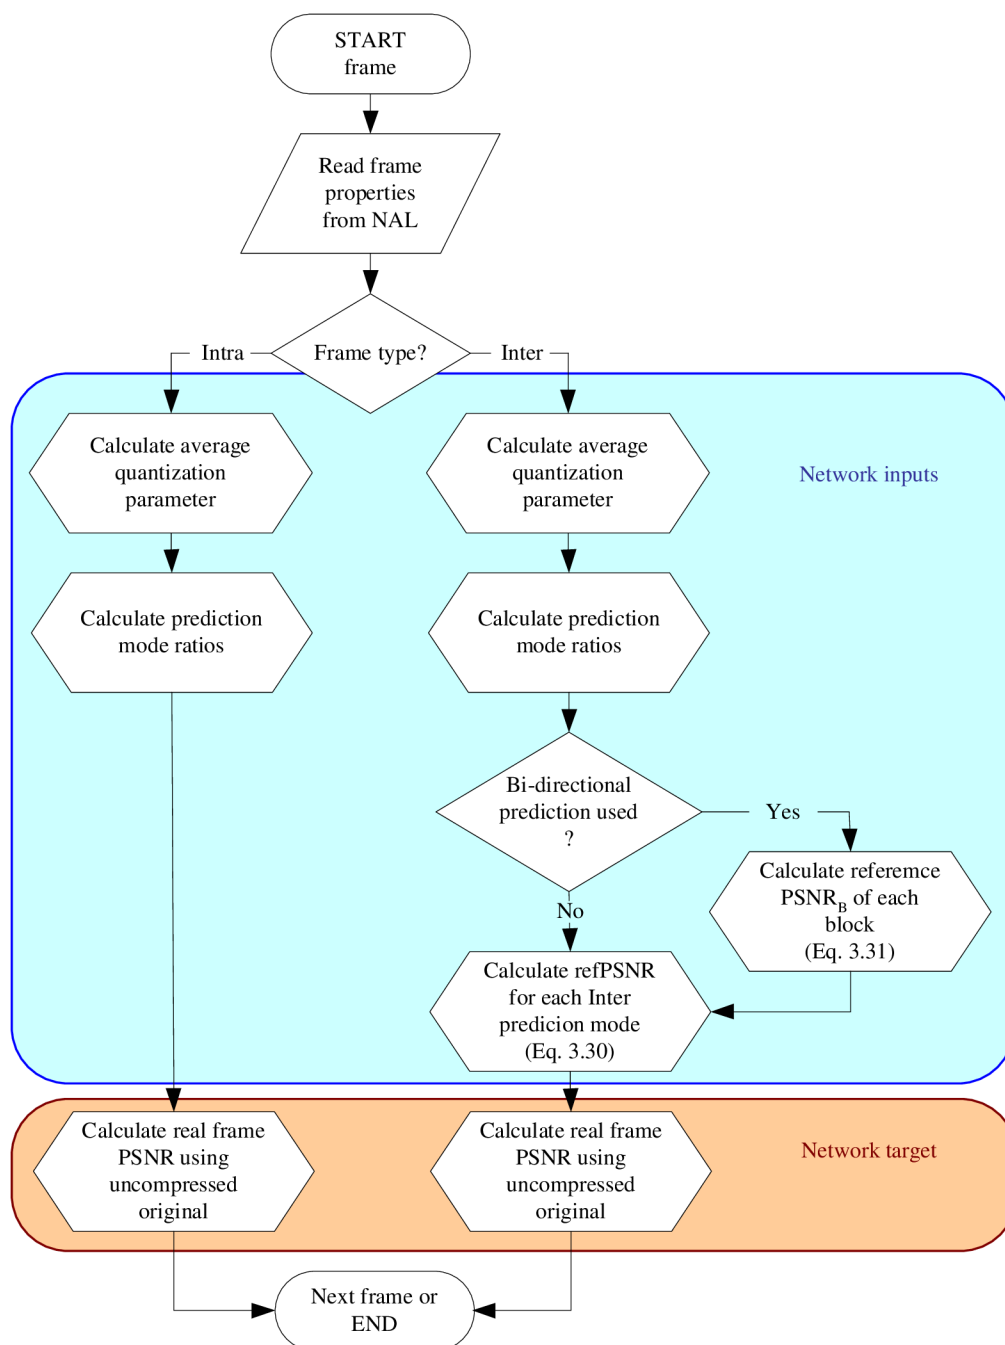 START
frame
Read frame
properties
from NAL
Intra
Frame type?
Inter
Calculate average
quantization
parameter
Calculate average
quantization
parameter
Network inputs
Calculate prediction
mode ratios
Calculate prediction
mode ratios
Bi-directional
prediction used
?
Yes
No
Calculate referemce
PSNRB of each
block
(Eq. 3.31)
Calculate refPSNR
for each Inter
predicion mode
(Eq. 3.30)
Calculate real frame
PSNR using
uncompressed
original
Calculate real frame
PSNR using
uncompressed
original
Network target
Next frame or
END